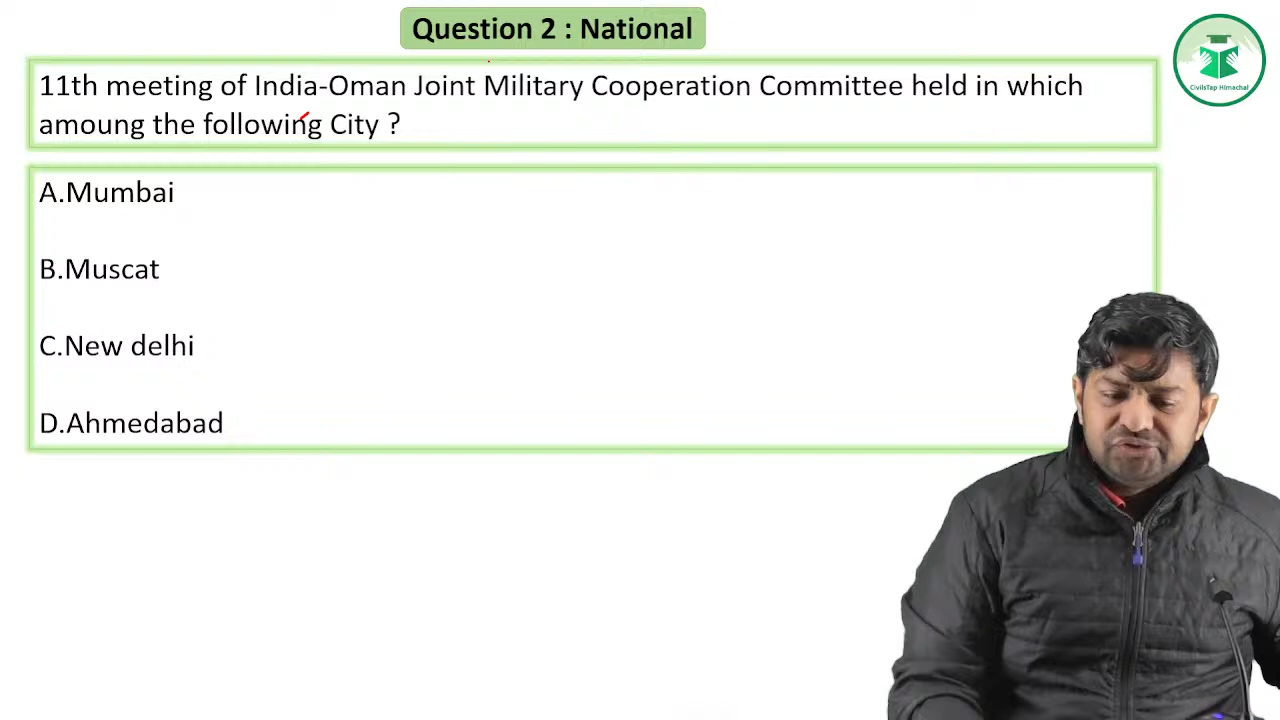 Question 2 : National
11th meeting of India-Oman Joint Military Cooperation Committee held in which
amoung the following City ?
A.Mumbai
B.Muscat
C.New delhi
D.Ahmedabad
CivilsTap Himachal